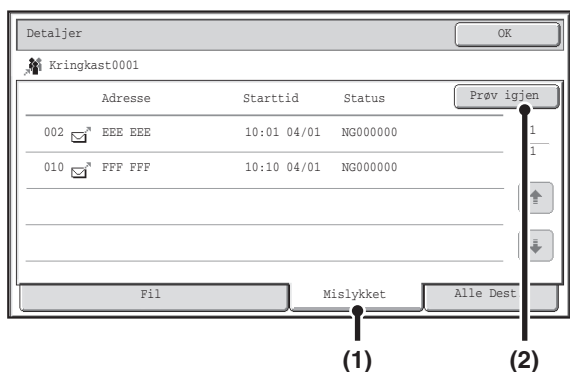 Detaljer OK
Kringkast0001
Adresse Starttid Status Prøv igjen
002 EEE EEE 10:01 04/01 NG000000 1
1
010 FFF FFF 10:10 04/01 NG000000
Fil Mislykket Alle Dest
(1) (2)